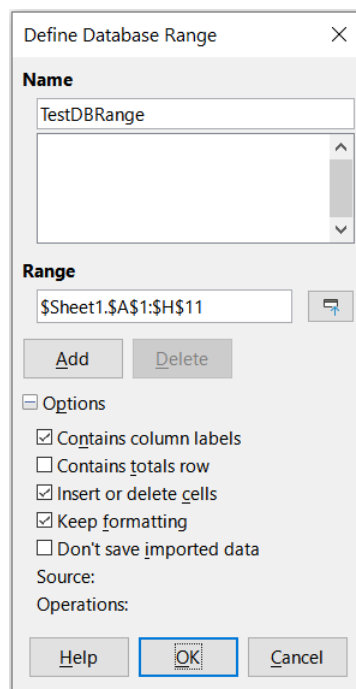 Define Database Range
Name
TestDBRange
Range
$Sheet1.$A$1:$H$11
Add Delete
Options
Contains column labels
Contains totals row
Insert or delete cells
Keep formatting
Don't save imported data
Source:
Operations:
Help OK Cancel